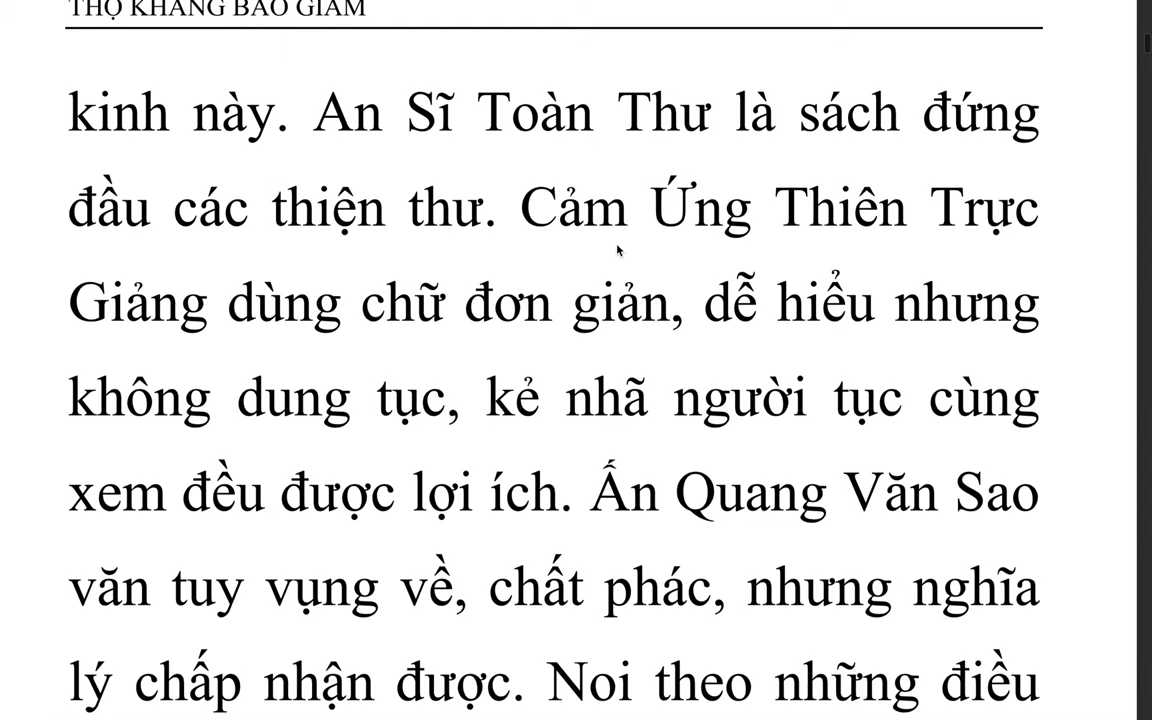 THỌ KHANG BẢO GIÁM
kinh này. An Sĩ Toàn Thư là sách đứng
đầu các thiện thư. Cảm Ứng Thiên Trực
Giảng dùng chữ đơn giản, dễ hiểu nhưng
không dung tục, kẻ nhã người tục cùng
xem đều được lợi ích. Ấn Quang Văn Sao
văn tuy vụng về, chất phác, nhưng nghĩa
lý chấp nhận được. Noi theo những điều